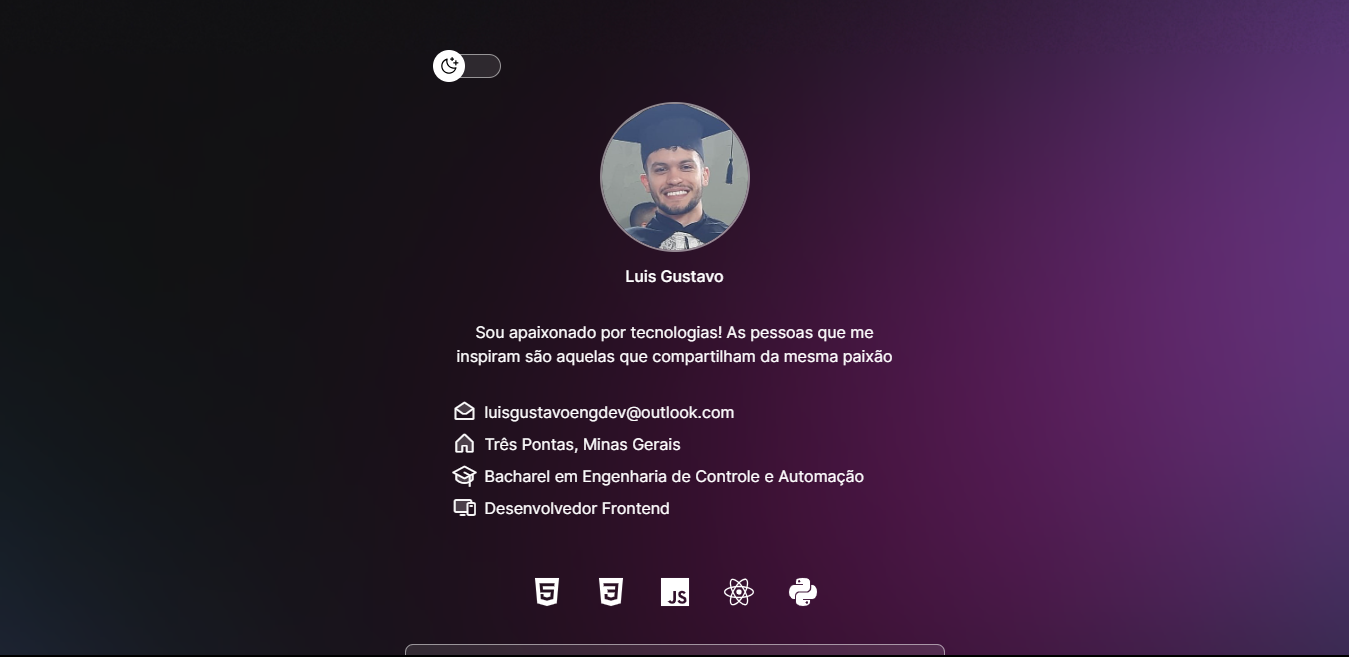 Luis Gustavo
Sou apaixonado por tecnologias! As pessoas que me
inspiram são aquelas que compartilham da mesma paixão
luisgustavoengdev@outlook.com
Três Pontas, Minas Gerais
Bacharel em Engenharia de Controle e Automação
Desenvolvedor Frontend
5 3 JS